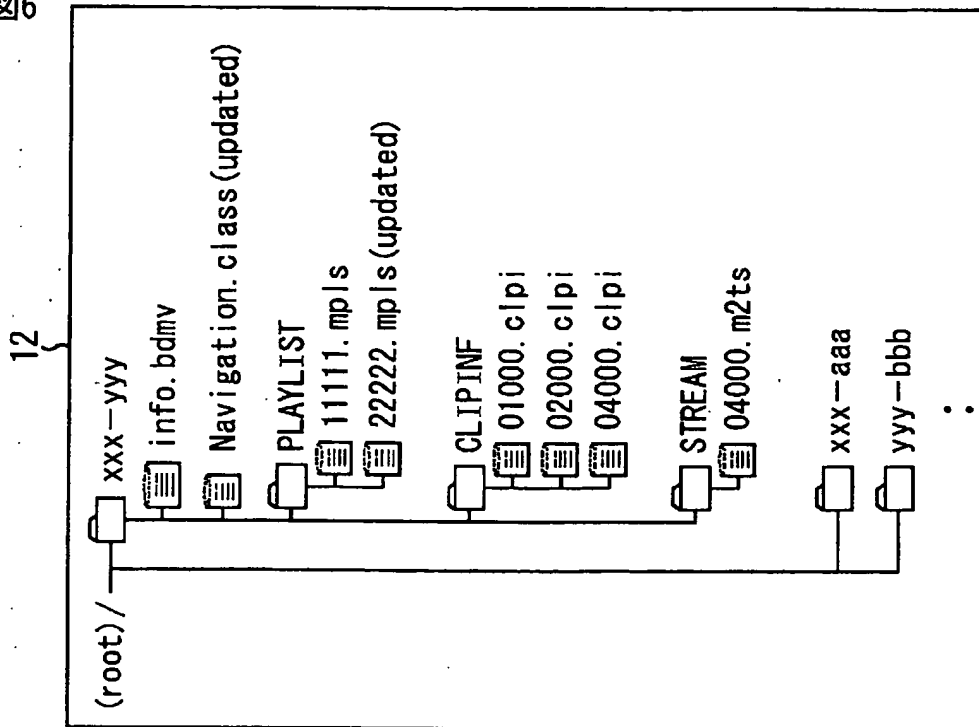 図6
12
(root)/
xxx-yyy
info.bdmv
Navigation.class(updated)
PLAYLIST
11111.mpls
22222.mpls(updated)
CLIPINF
01000.clpi
02000.clpi
04000.clpi
STREAM
04000.m2ts
xxx-aaa
yyy-bbb